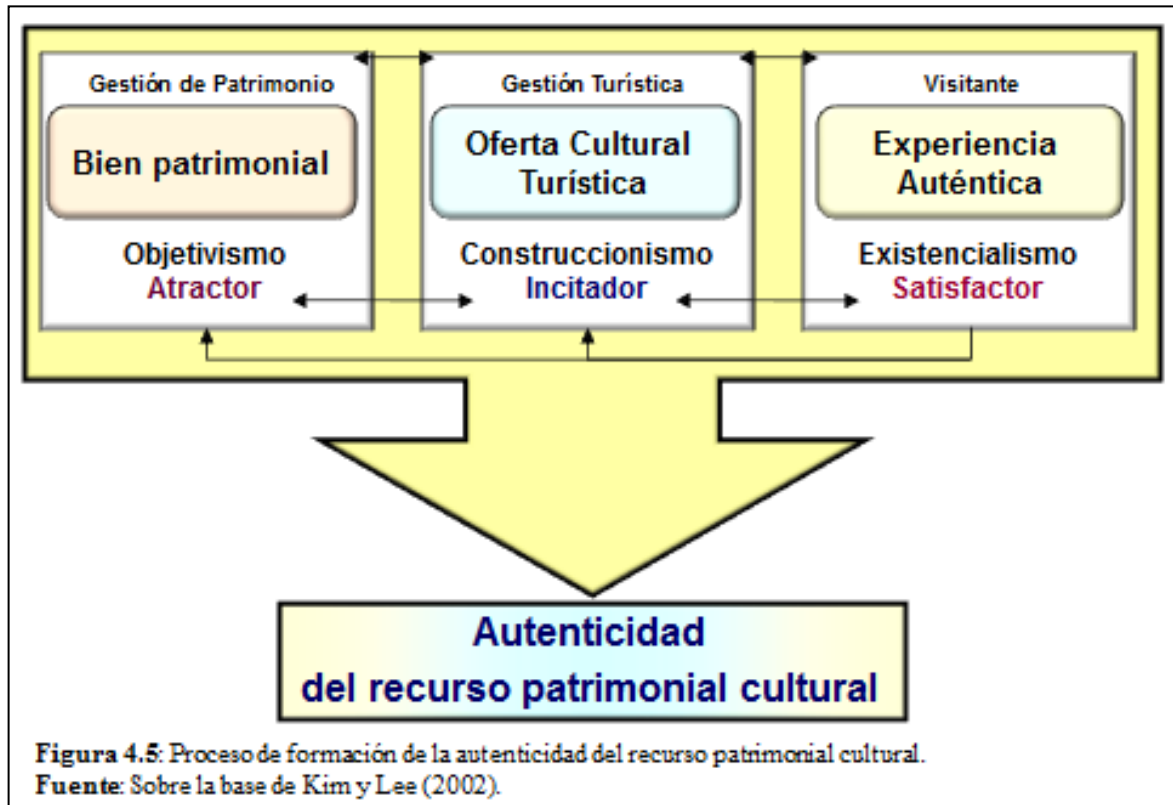 Gestión de Patrimonio
Bien patrimonial
Objetivismo
Atractor
Gestión Turística
Oferta Cultural
Turística
Construccionismo
Incitador
Visitante
Experiencia
Auténtica
Existencialismo
Satisfactor
Autenticidad
del recurso patrimonial cultural
Figura 4.5: Proceso de formación de la autenticidad del recurso patrimonial cultural.
Fuente: Sobre la base de Kim y Lee (2002).